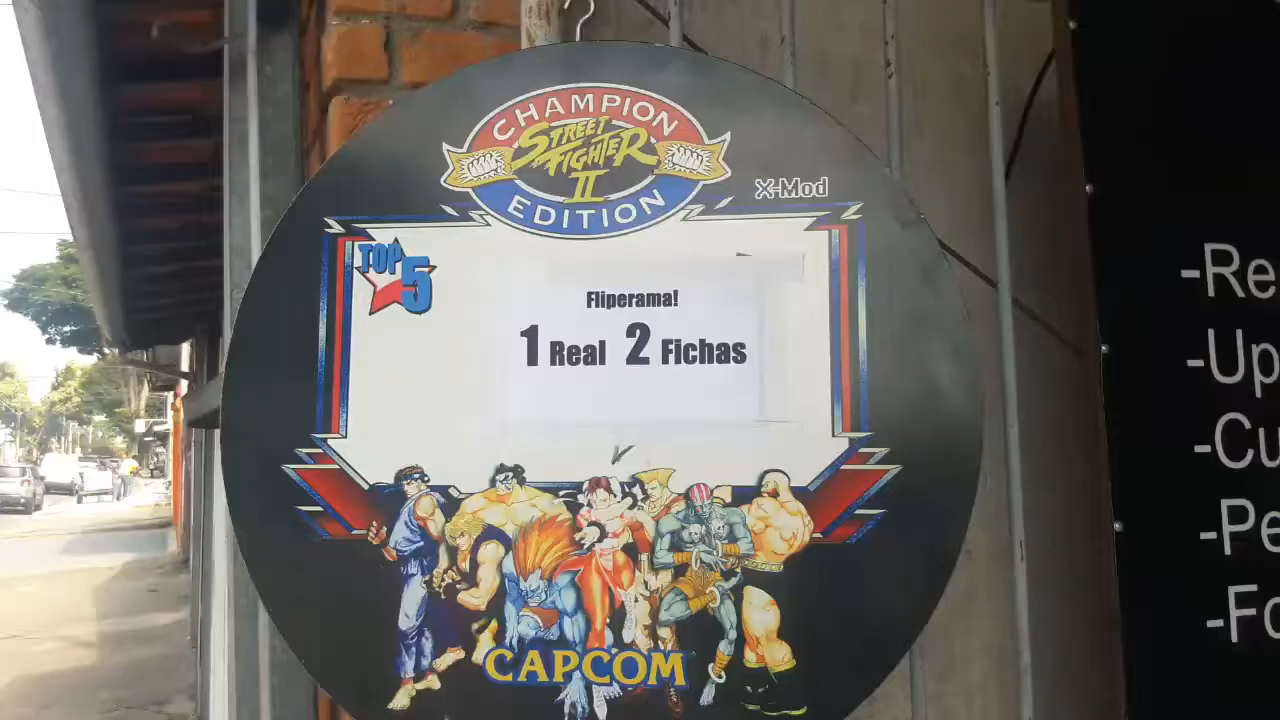 CHAMPION
STREET
FIGHTER
II
EDITION
X-Mod
TOP
5
Fliperama!
1 Real 2 Fichas
CAPCOM
-Re
-Up
-Cu
-Pe
-Fo